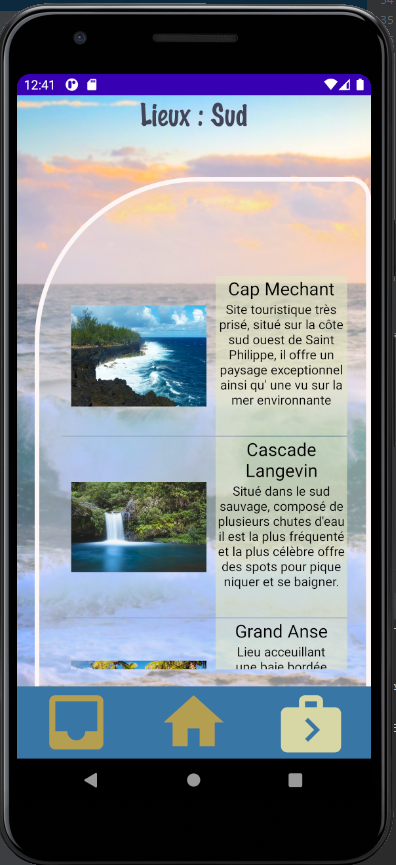 12:41
Lieux : Sud
Cap Mechant
Site touristique très
prisé, situé sur la côte
sud ouest de Saint
Philippe, il offre un
paysage exceptionnel
ainsi qu' une vu sur la
mer environnante
Cascade
Langevin
Situé dans le sud
sauvage, composé de
plusieurs chutes d'eau
il est la plus fréquenté
et la plus célèbre offre
des spots pour pique
niquer et se baigner.
Grand Anse
Lieu acceuillant
une baie bordée